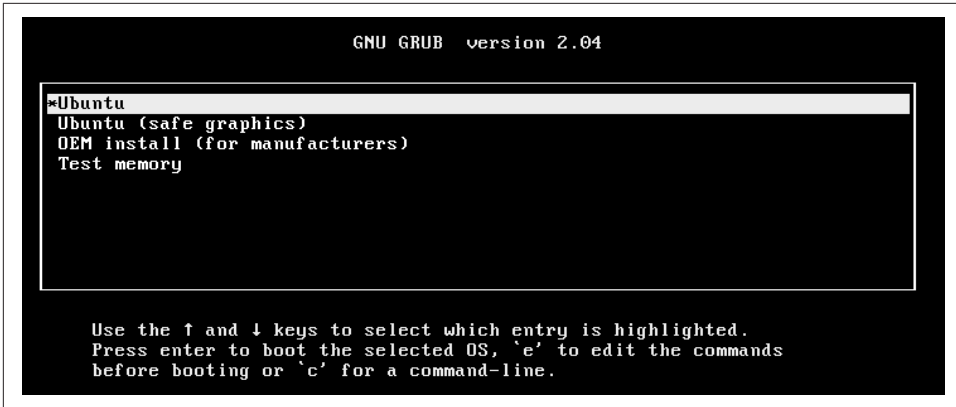 GNU GRUB version 2.04
*Ubuntu
Ubuntu (safe graphics)
OEM install (for manufacturers)
Test memory
Use the ↑ and ↓ keys to select which entry is highlighted.
Press enter to boot the selected OS, `e' to edit the commands
before booting or `c' for a command-line.